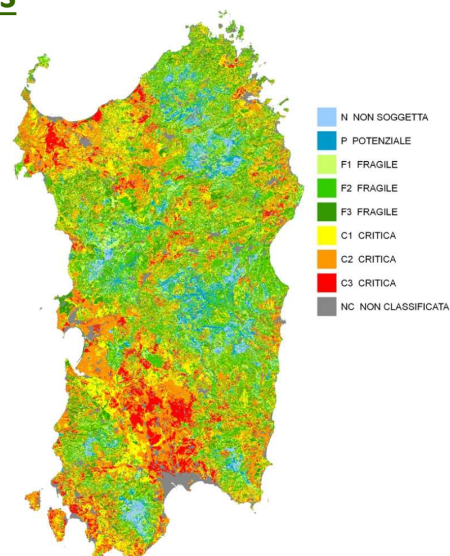 N NON SOGGETTA
P POTENZIALE
F1 FRAGILE
F2 FRAGILE
F3 FRAGILE
C1 CRITICA
C2 CRITICA
C3 CRITICA
NC NON CLASSIFICATA